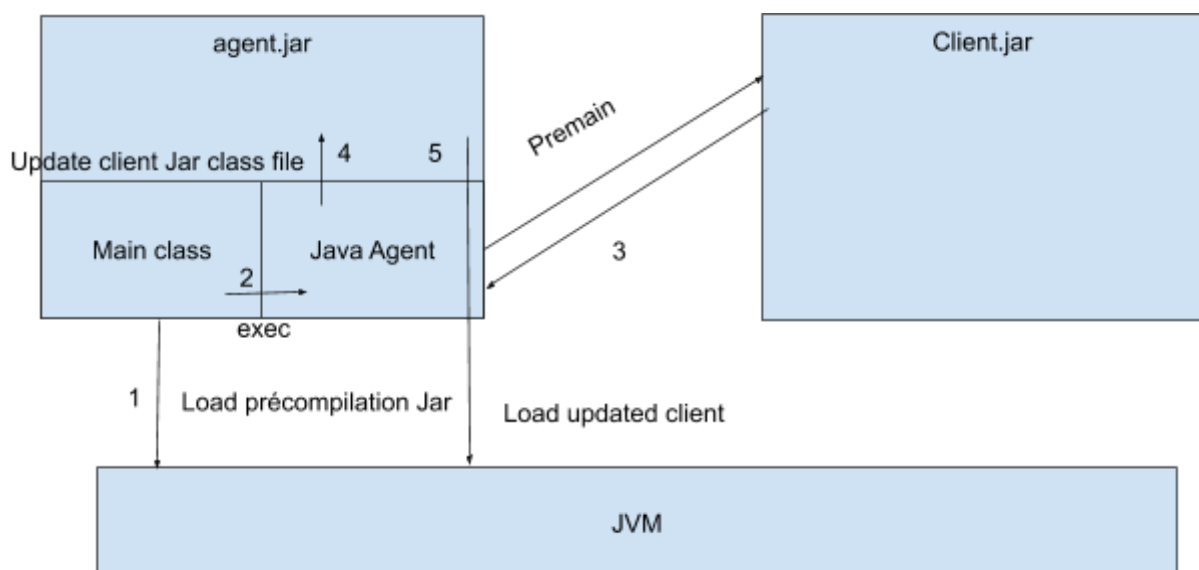 agent.jar
Client.jar
Premain
Update client Jar class file
4
5
Main class
Java Agent
3
2
exec
1
Load précompilation Jar
Load updated client
JVM